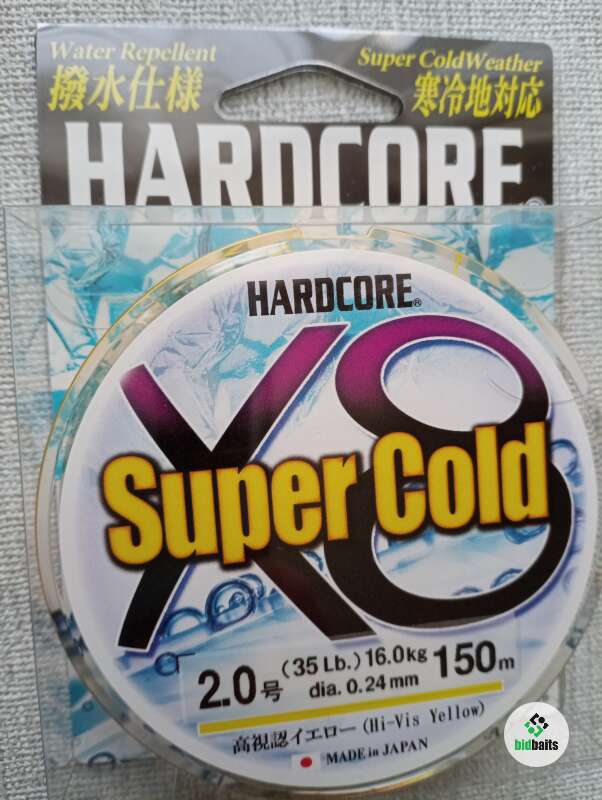 Water Repellent
撥水仕様
Super ColdWeather
寒冷地対応
HARDCORE®
HARDCORE®
X8
Super Cold
2.0号 (35 Lb.) 16.0kg 150m
dia. 0.24mm
高視認イエロー (Hi-Vis Yellow)
MADE in JAPAN
bidbaits